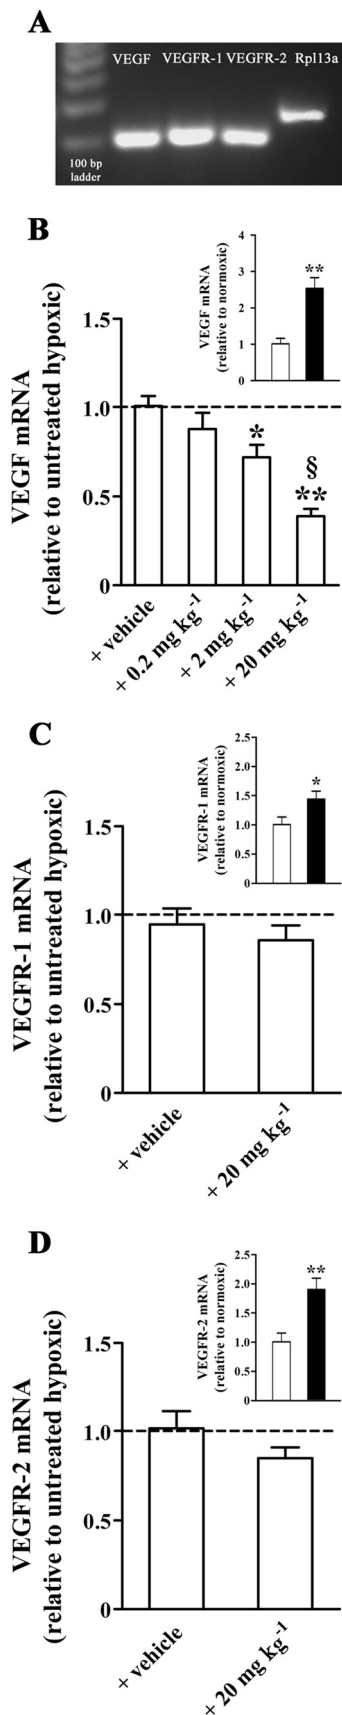 A
VEGF VEGFR-1 VEGFR-2 Rpl13a
100 bp
ladder
B
VEGF mRNA
(relative to untreated hypoxic)
1.5
1.0
0.5
0
*
§
**
+ vehicle
+ 0.2 mg kg-1
+ 2 mg kg-1
+ 20 mg kg-1
VEGF mRNA
(relative to normoxic)
4
3
2
1
0
**
C
VEGFR-1 mRNA
(relative to untreated hypoxic)
1.5
1.0
0.5
0
+ vehicle
+ 20 mg kg-1
VEGFR-1 mRNA
(relative to normoxic)
2.5
2.0
1.5
1.0
0.5
0
*
D
VEGFR-2 mRNA
(relative to untreated hypoxic)
1.5
1.0
0.5
0
+ vehicle
+ 20 mg kg-1
VEGFR-2 mRNA
(relative to normoxic)
2.5
2.0
1.5
1.0
0.5
0
**